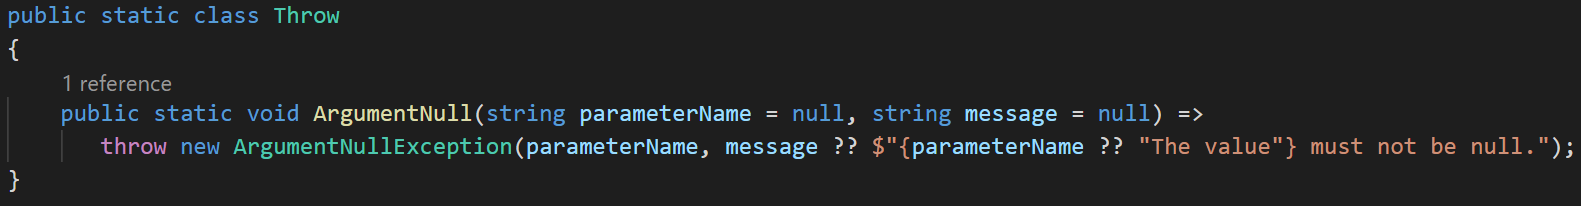 public static class Throw
{
1 reference
public static void ArgumentNull(string parameterName = null, string message = null) =>
throw new ArgumentNullException(parameterName, message ?? $"{parameterName ?? "The value"} must not be null.");
}